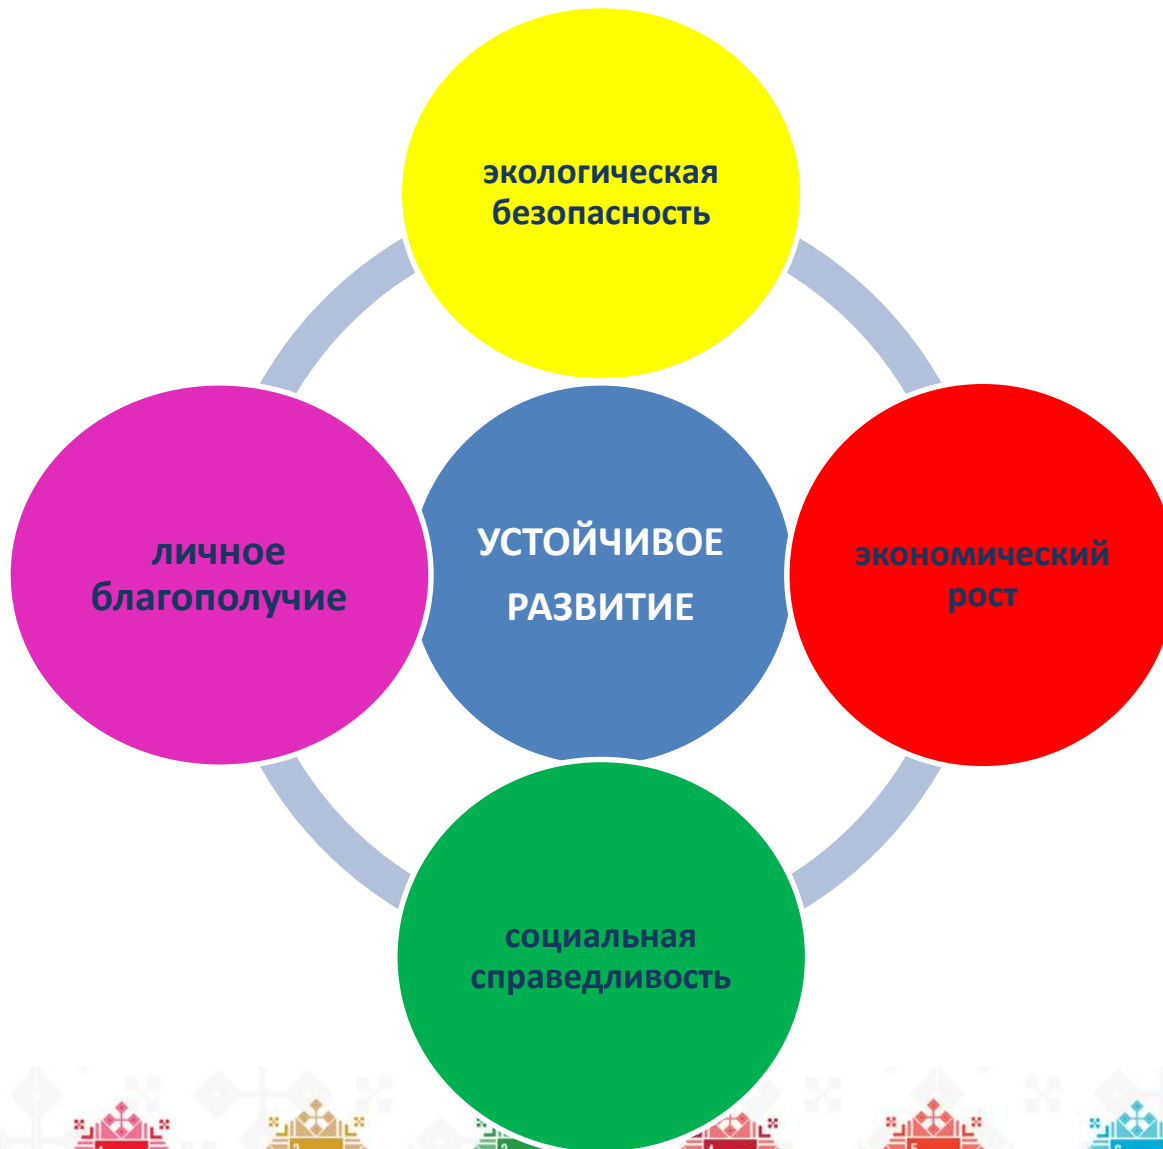 экологическая
безопасность
личное
благополучие
УСТОЙЧИВОЕ
РАЗВИТИЕ
экономический
рост
социальная
справедливость